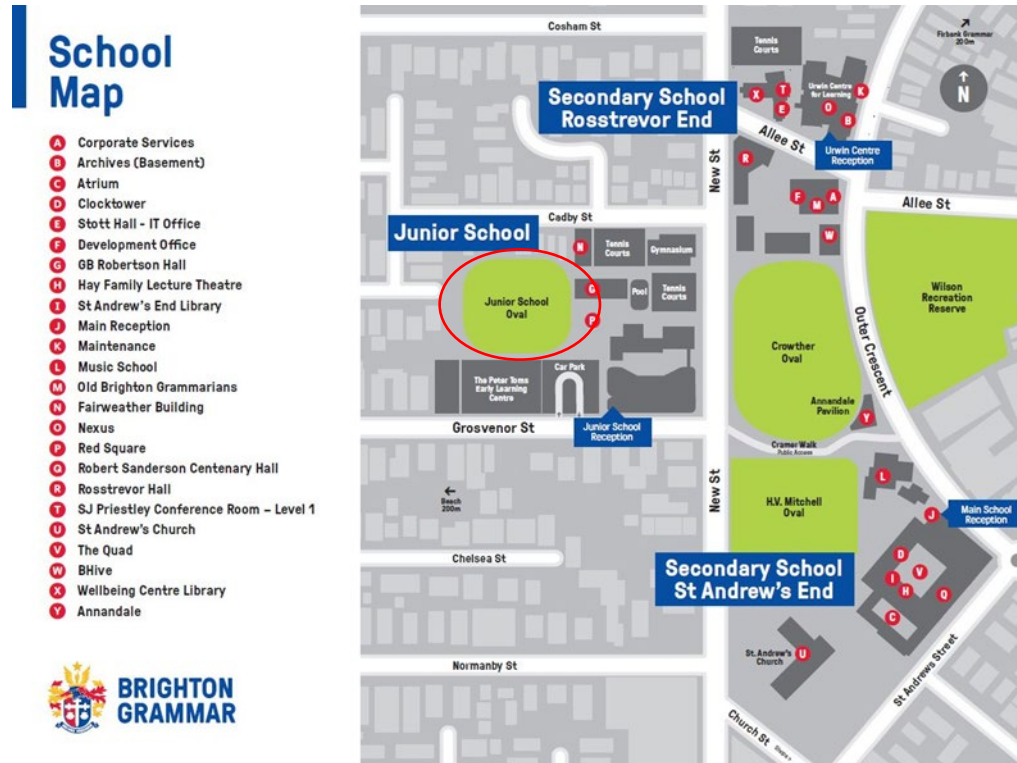 School
Map
A Corporate Services
B Archives (Basement)
C Atrium
D Clocktower
E Stott Hall - IT Office
F Development Office
G GB Robertson Hall
H Hay Family Lecture Theatre
I St Andrew's End Library
J Main Reception
K Maintenance
L Music School
M Old Brighton Grammarians
N Fairweather Building
O Nexus
P Red Square
Q Robert Sanderson Centenary Hall
R Rosstrevor Hall
T SJ Priestley Conference Room – Level 1
U St Andrew's Church
V The Quad
W BHive
X Wellbeing Centre Library
Y Annandale
BRIGHTON
GRAMMAR
Cosham St
Tennis
Courts
Firbank Grammar
200m
N
Secondary School
Rosstrevor End
X
T
E
Urwin Centre
for Learning
K
O
B
Allee St
Urwin Centre
Reception
New St
R
F
M
A
Allee St
W
Cadby St
Junior School
N
Tennis
Courts
Gymnasium
G
Pool
Tennis
Courts
Junior School
Oval
P
Wilson
Recreation
Reserve
Outer Crescent
Crowther
Oval
Car Park
The Peter Toms
Early Learning
Centre
Annandale
Pavilion
Y
Grosvenor St
Junior School
Reception
Cramer Walk
Public Access
L
Beach
200m
New St
H.V. Mitchell
Oval
J
Main School
Reception
Chelsea St
Secondary School
St Andrew's End
D
V
I
H
Q
C
Normanby St
St. Andrew's
Church
U
St Andrews Street
Church St